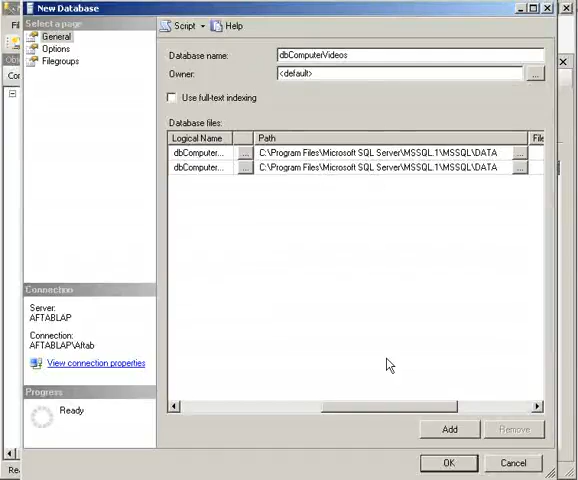 New Database
Select a page
General
Options
Filegroups
Script
Help
Database name:
dbComputerVideos
Owner:
<default>
...
Use full-text indexing
Database files:
Logical Name
Path
File
dbComputer...
...
C:\Program Files\Microsoft SQL Server\MSSQL.1\MSSQL\DATA
...
dbComputer...
...
C:\Program Files\Microsoft SQL Server\MSSQL.1\MSSQL\DATA
...
Connection
Server:
AFTABLAP
Connection:
AFTABLAP\Aftab
View connection properties
Progress
Ready
Add
Remove
OK
Cancel